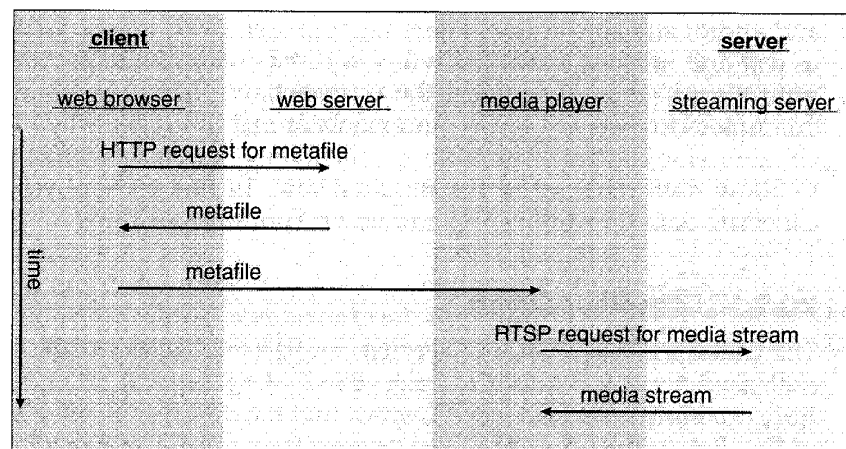 client
server
web browser
web server
media player
streaming server
HTTP request for metafile
metafile
time
metafile
RTSP request for media stream
media stream